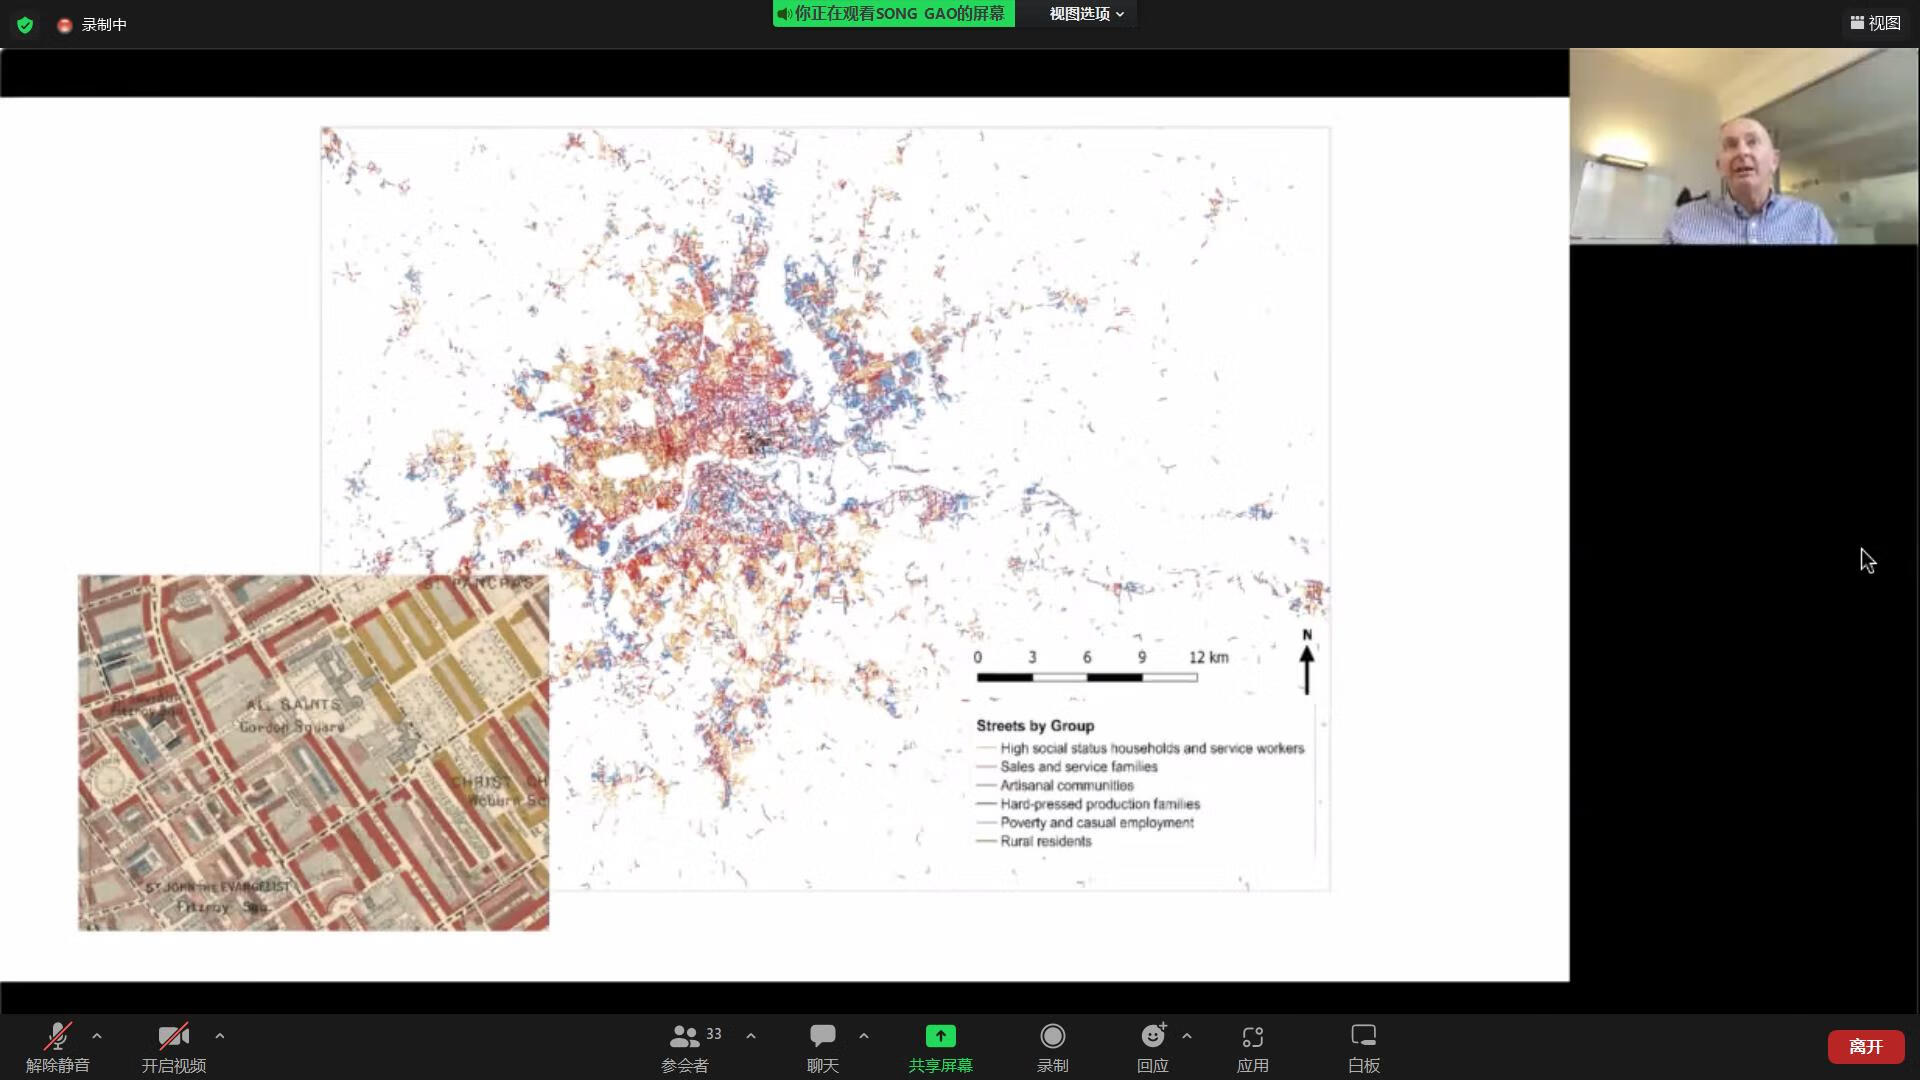 录制中
你正在观看SONG GAO的屏幕
视图选项
视图
N
0 3 6 9 12 km
Streets by Group
High social status households and service workers
Sales and service families
Artisanal communities
Hard-pressed production families
Poverty and casual employment
Rural residents
ST PANCRAS
ALL SAINTS
Gordon Square
CHRIST CH
Woburn
ST JOHN THE EVANGELIST
Fitzroy Squ.
解除静音
开启视频
33
参会者
聊天
共享屏幕
录制
回应
应用
白板
离开